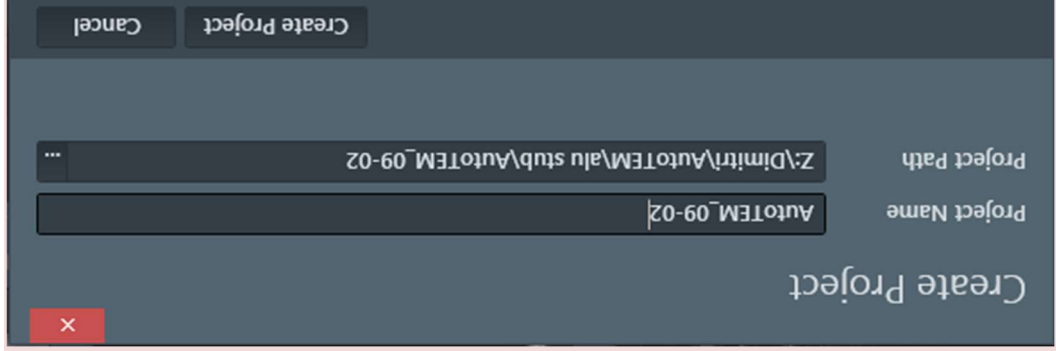 Create Project
Project Name AutoTEM_09-02
Project Path Z:\Dimitri\AutoTEM\alu stub\AutoTEM_09-02 ...
Create Project Cancel